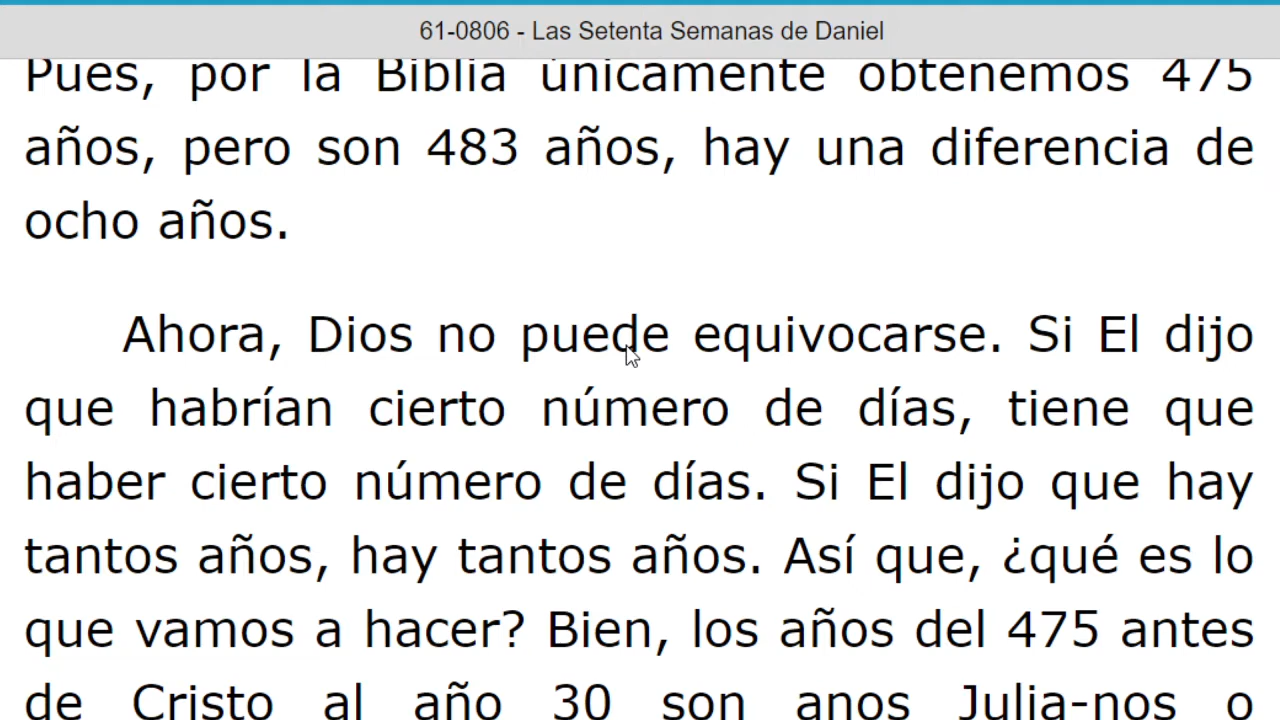 61-0806 - Las Setenta Semanas de Daniel
Pues, por la Biblia únicamente obtenemos 475
años, pero son 483 años, hay una diferencia de
ocho años.
Ahora, Dios no puede equivocarse. Si El dijo
que habrían cierto número de días, tiene que
haber cierto número de días. Si El dijo que hay
tantos años, hay tantos años. Así que, ¿qué es lo
que vamos a hacer? Bien, los años del 475 antes
de Cristo al año 30 son anos Julia-nos o